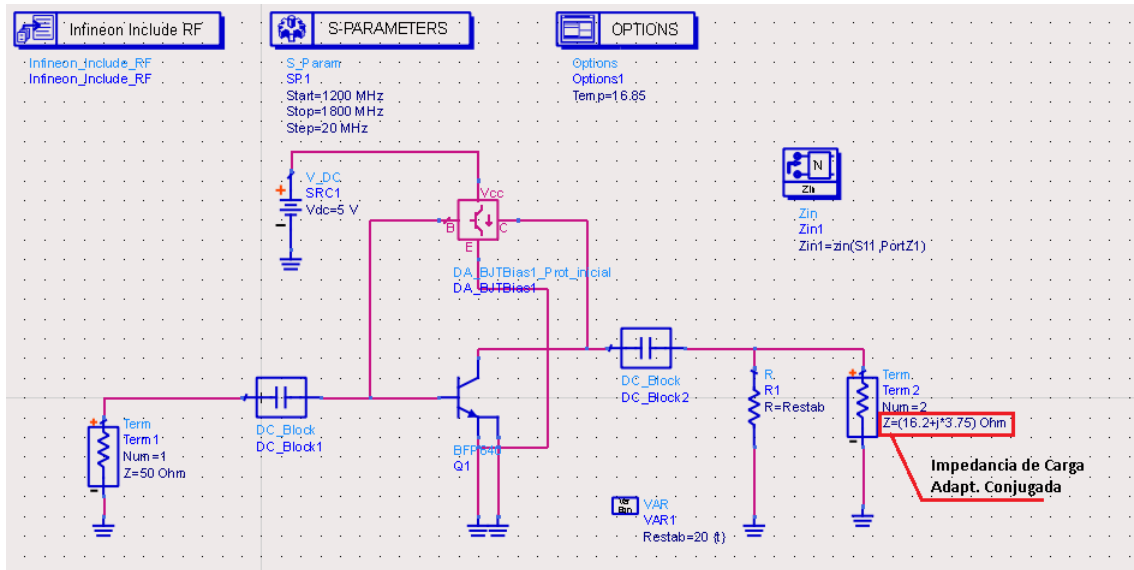 Infineon Include RF
Infineon_Include_RF
Infineon_Include_RF
S-PARAMETERS
S_Param
SP1
Start=1200 MHz
Stop=1800 MHz
Step=20 MHz
OPTIONS
Options
Options1
Temp=16.85
V_DC
SRC1
Vdc=5 V
Vcc
B
C
E
DA_BJTBias1_Prot_inicial
DA_BJTBias1
N
Zin
Zin
Zin1
Zin1=zin(S11,PortZ1)
Term
Term1
Num=1
Z=50 Ohm
DC_Block
DC_Block1
BFP640
Q1
DC_Block
DC_Block2
R
R1
R=Restab
Term
Term2
Num=2
Z=(16.2+j*3.75) Ohm
Impedancia de Carga
Adapt. Conjugada
Var
Eqn
VAR
VAR1
Restab=20 {t}